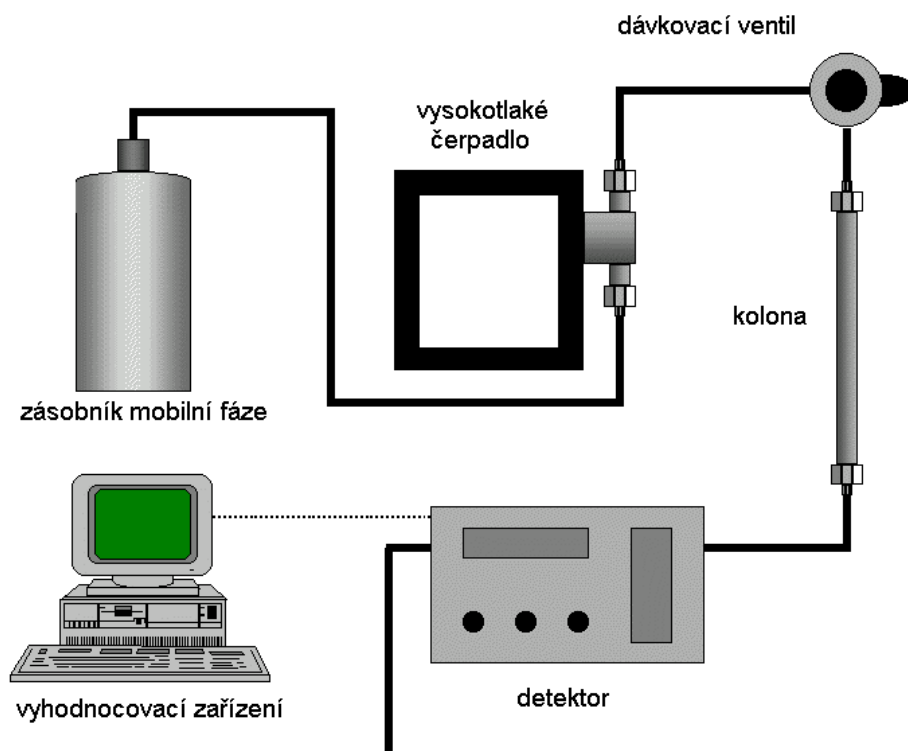 dávkovací ventil
vysokotlaké
čerpadlo
kolona
zásobník mobilní fáze
detektor
vyhodnocovací zařízení